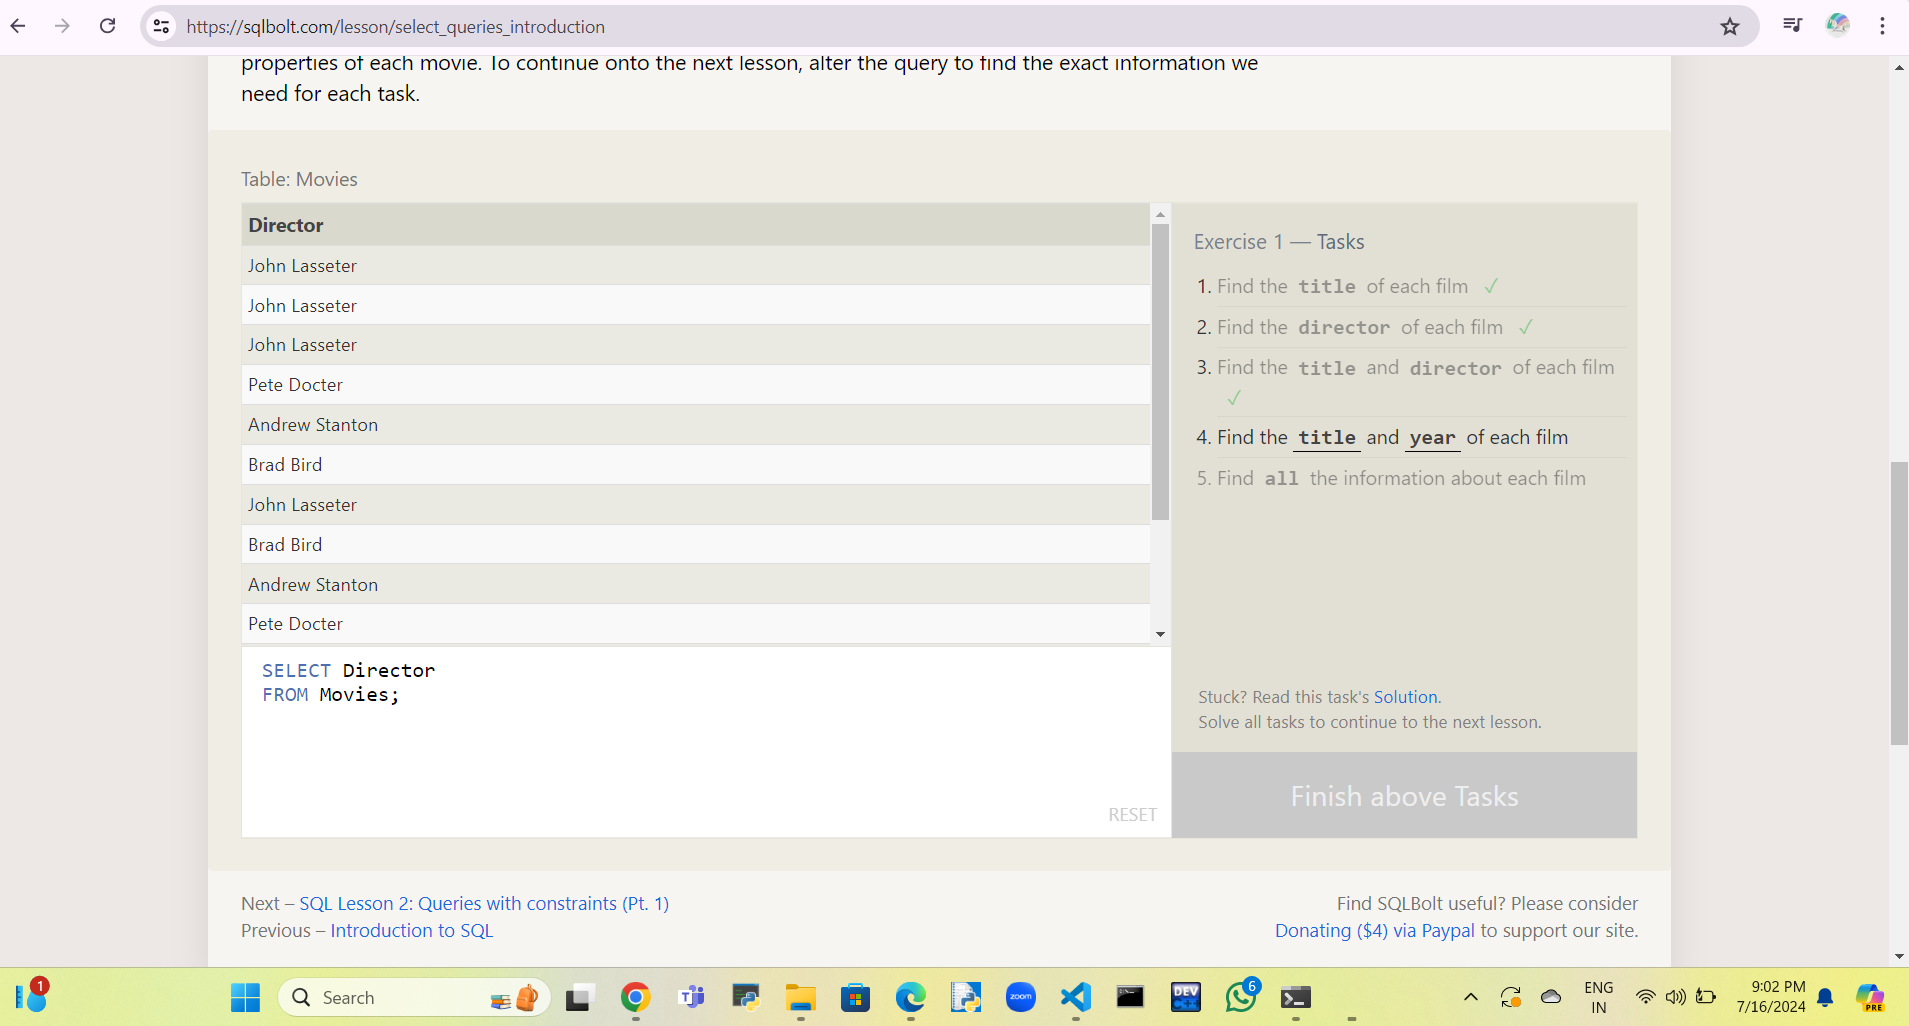 https://sqlbolt.com/lesson/select_queries_introduction
properties of each movie. To continue onto the next lesson, alter the query to find the exact information we
need for each task.
Table: Movies
Director
John Lasseter
John Lasseter
John Lasseter
Pete Docter
Andrew Stanton
Brad Bird
John Lasseter
Brad Bird
Andrew Stanton
Pete Docter
SELECT Director
FROM Movies;
RESET
Exercise 1 — Tasks
1. Find the title of each film ✓
2. Find the director of each film ✓
3. Find the title and director of each film
✓
4. Find the title and year of each film
5. Find all the information about each film
Stuck? Read this task's Solution.
Solve all tasks to continue to the next lesson.
Finish above Tasks
Next – SQL Lesson 2: Queries with constraints (Pt. 1)
Previous – Introduction to SQL
Find SQLBolt useful? Please consider
Donating ($4) via Paypal to support our site.
1
Search
zoom
DEV
6
ENG
IN
9:02 PM
7/16/2024
PRE